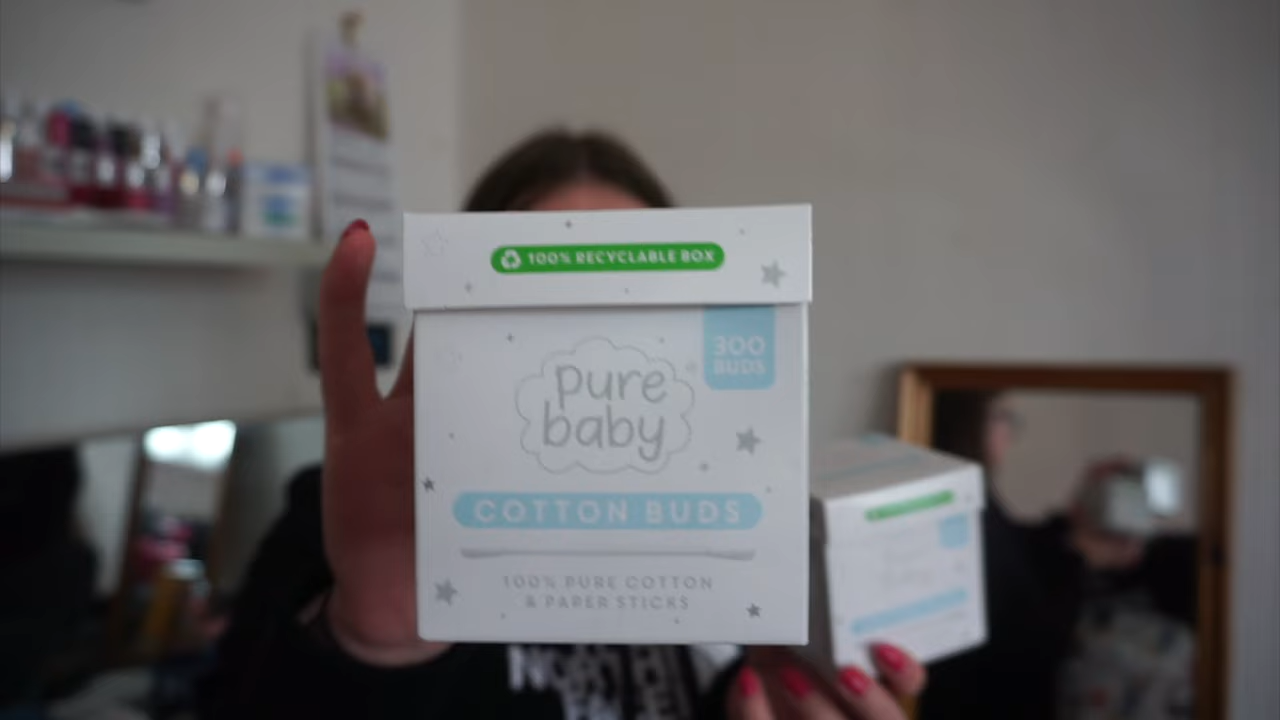 100% RECYCLABLE BOX
300
BUDS
pure
baby
COTTON BUDS
100% PURE COTTON
& PAPER STICKS